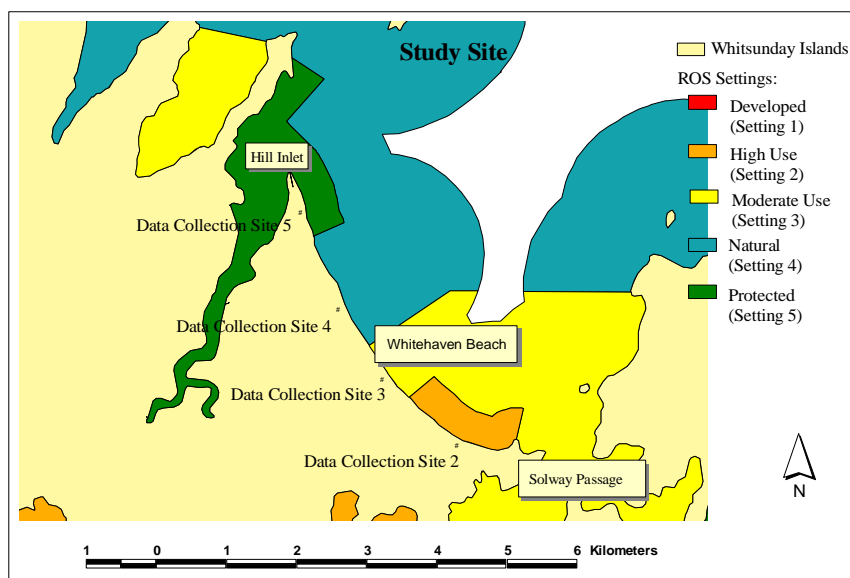 Study Site
Whitsunday Islands
ROS Settings:
Developed
(Setting 1)
High Use
(Setting 2)
Moderate Use
(Setting 3)
Natural
(Setting 4)
Protected
(Setting 5)
Hill Inlet
#
Data Collection Site 5
#
Data Collection Site 4
Whitehaven Beach
#
Data Collection Site 3
#
Data Collection Site 2
Solway Passage
N
1 0 1 2 3 4 5 6 Kilometers